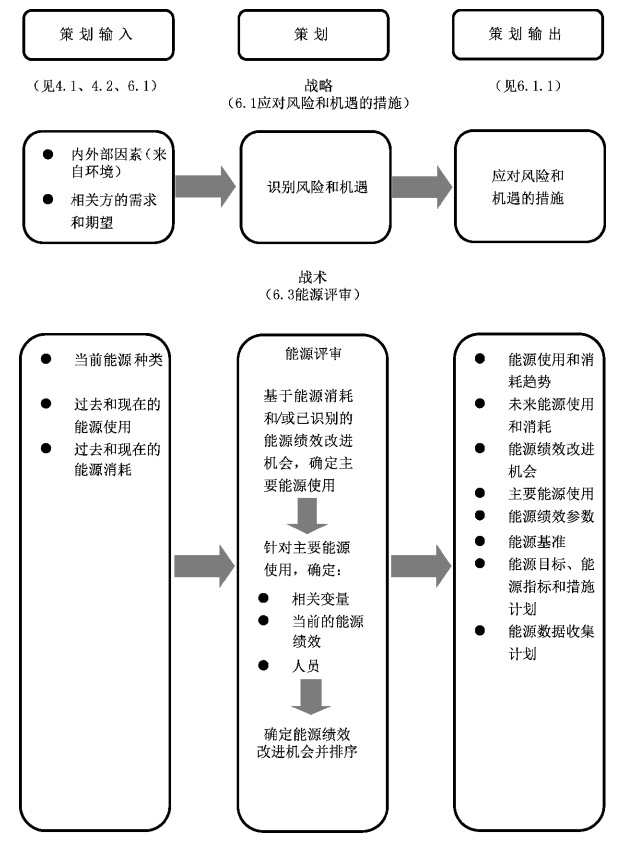 策划输入
策划
策划输出
（见4.1、4.2、6.1）
战略
（6.1应对风险和机遇的措施）
（见6.1.1）
● 内外部因素（来
自环境）
● 相关方的需求
和期望
识别风险和机遇
应对风险和
机遇的措施
战术
（6.3能源评审）
● 当前能源种类
● 过去和现在的
能源使用
● 过去和现在的
能源消耗
能源评审
基于能源消耗
和/或已识别的
能源绩效改进
机会，确定主
要能源使用
针对主要能源
使用，确定：
● 相关变量
● 当前的能源
绩效
● 人员
确定能源绩效
改进机会并排序
● 能源使用和消
耗趋势
● 未来能源使用
和消耗
● 能源绩效改进
机会
● 主要能源使用
● 能源绩效参数
● 能源基准
● 能源目标、能
源指标和措施
计划
● 能源数据收集
计划